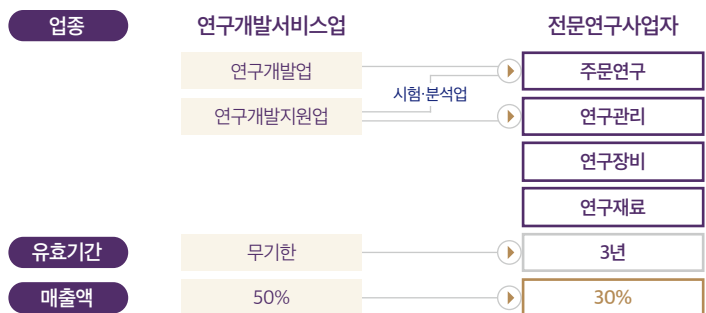 업종 연구개발서비스업 전문연구사업자
연구개발업 주문연구
시험·분석업
연구개발지원업 연구관리
연구장비
연구재료
유효기간 무기한 3년
매출액 50% 30%